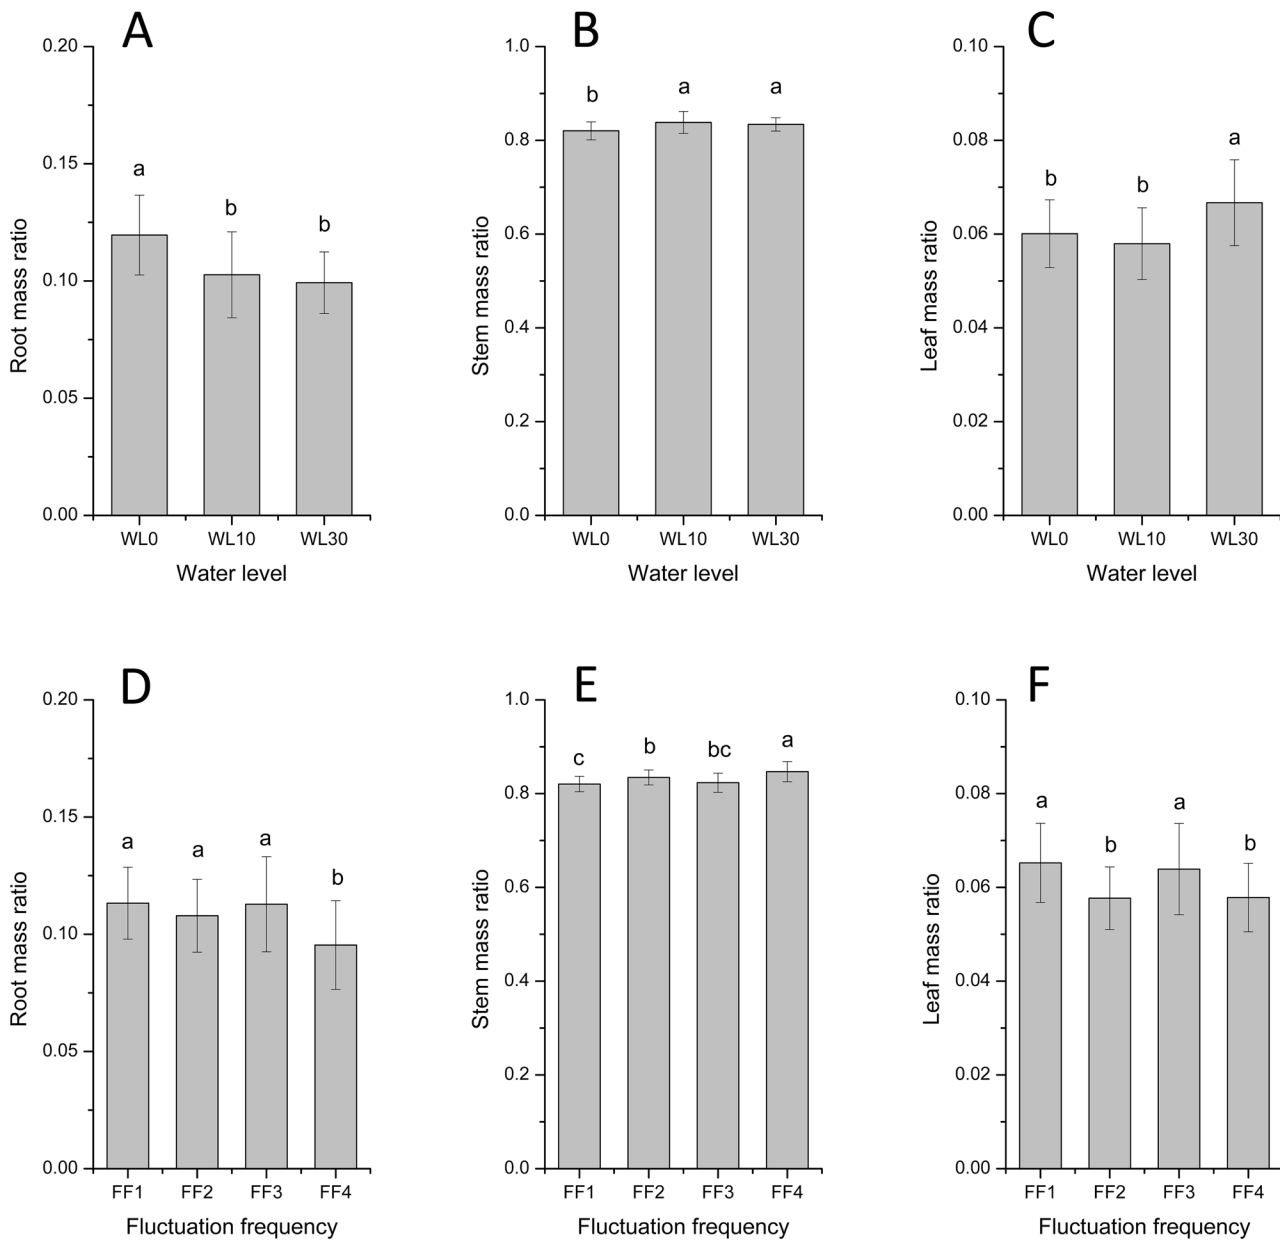 A
0.20
0.15
0.10
0.05
0.00
a
b
b
WL0 WL10 WL30
Water level
Root mass ratio
B
1.0
0.8
0.6
0.4
0.2
0.0
b
a
a
WL0 WL10 WL30
Water level
Stem mass ratio
C
0.10
0.08
0.06
0.04
0.02
0.00
b
b
a
WL0 WL10 WL30
Water level
Leaf mass ratio
D
0.20
0.15
0.10
0.05
0.00
a
a
a
b
FF1 FF2 FF3 FF4
Fluctuation frequency
Root mass ratio
E
1.0
0.8
0.6
0.4
0.2
0.0
c
b
bc
a
FF1 FF2 FF3 FF4
Fluctuation frequency
Stem mass ratio
F
0.10
0.08
0.06
0.04
0.02
0.00
a
b
a
b
FF1 FF2 FF3 FF4
Fluctuation frequency
Leaf mass ratio